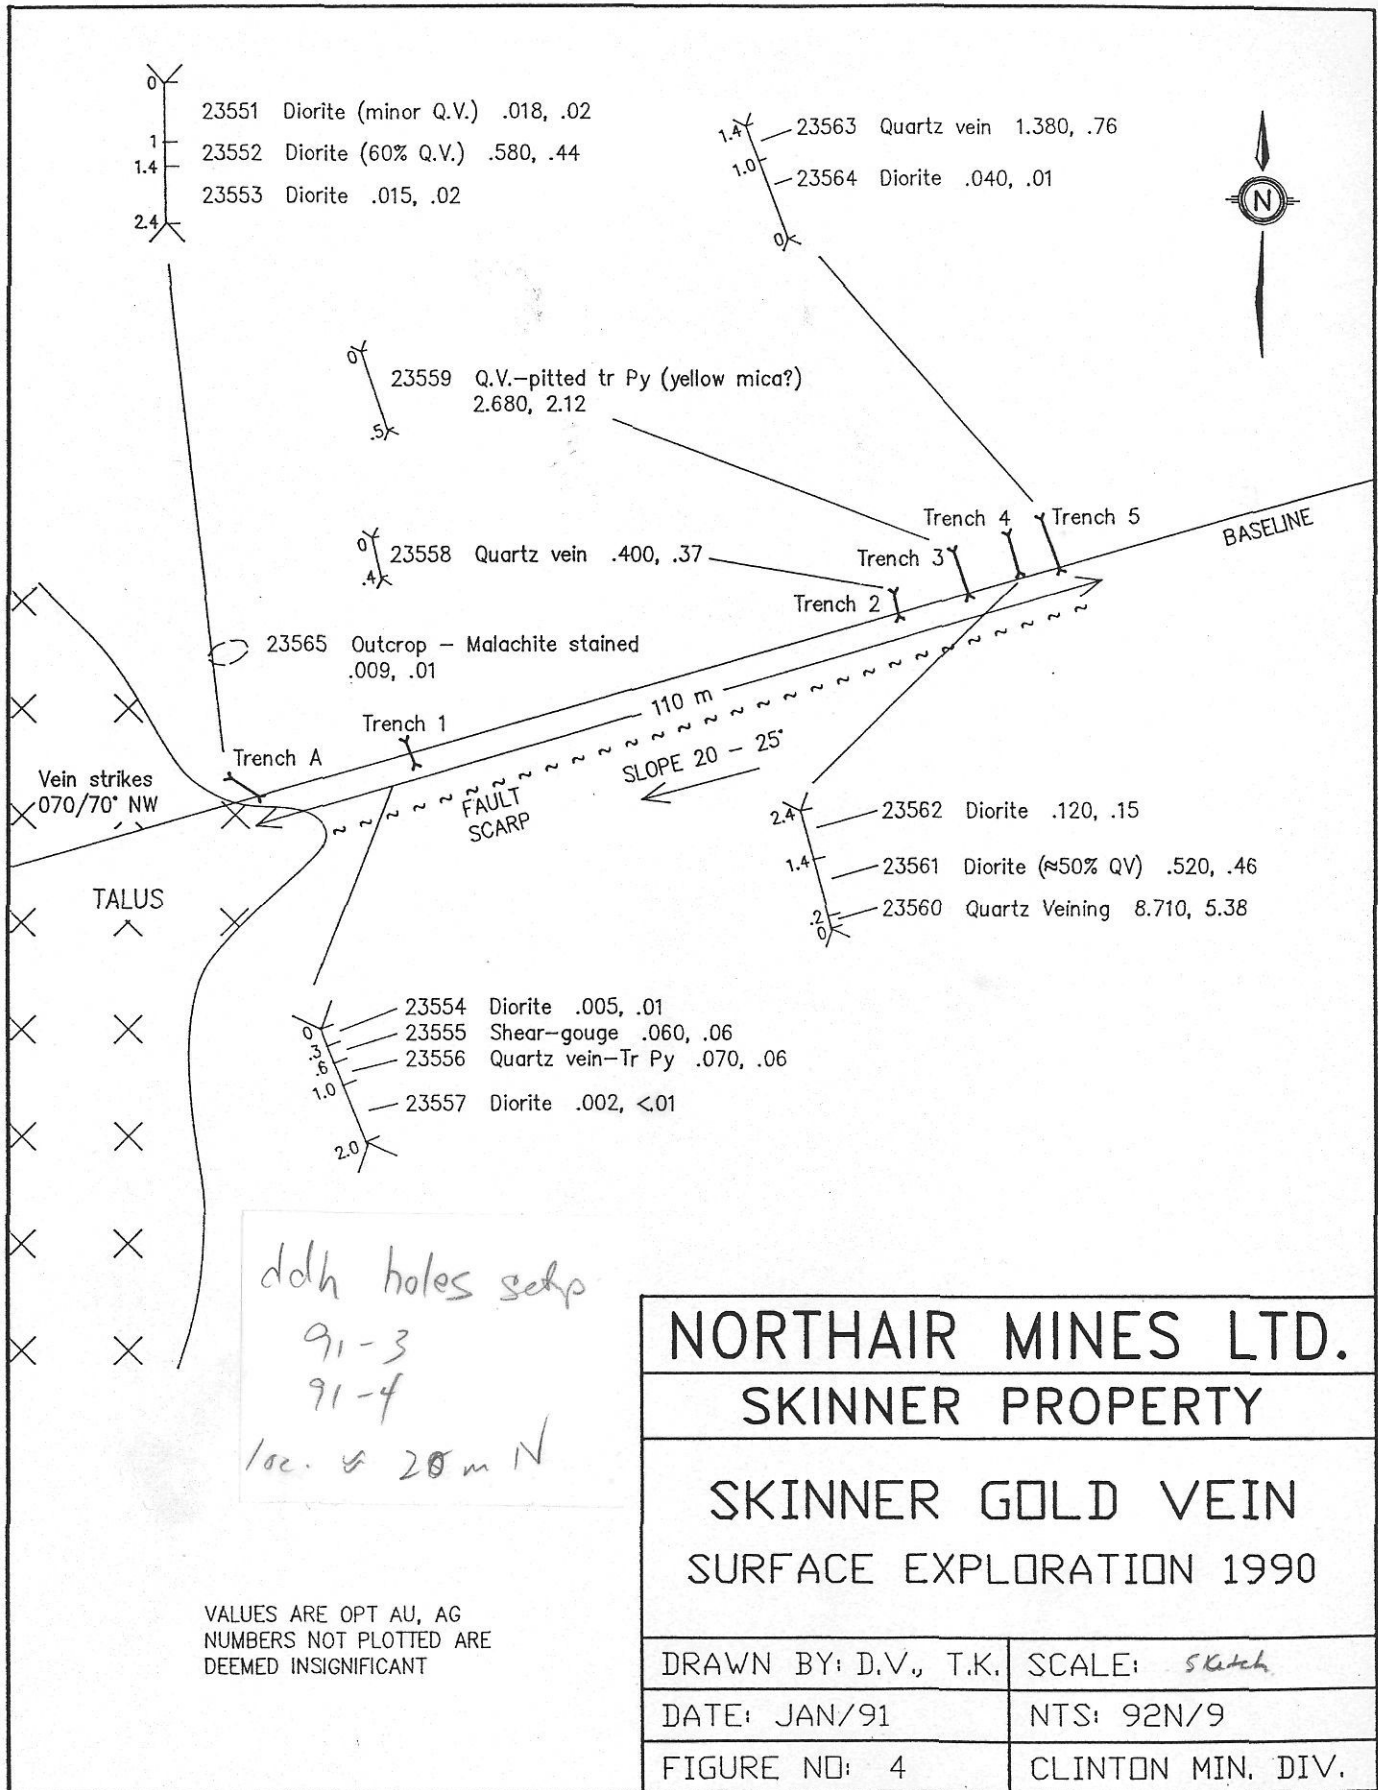 0
23551 Diorite (minor Q.V.) .018, .02
1
23552 Diorite (60% Q.V.) .580, .44
1.4
23553 Diorite .015, .02
2.4
1.4
23563 Quartz vein 1.380, .76
1.0
23564 Diorite .040, .01
0
N
0
23559 Q.V.-pitted tr Py (yellow mica?)
2.680, 2.12
.5
0
23558 Quartz vein .400, .37
.4
Trench 4
Trench 5
BASELINE
Trench 3
Trench 2
23565 Outcrop - Malachite stained
.009, .01
110 m
Trench 1
Trench A
SLOPE 20 - 25°
Vein strikes
070/70° NW
FAULT
SCARP
TALUS
2.4
23562 Diorite .120, .15
1.4
23561 Diorite (≈50% QV) .520, .46
.2
23560 Quartz Veining 8.710, 5.38
0
0
23554 Diorite .005, .01
.3
23555 Shear-gouge .060, .06
.6
23556 Quartz vein-Tr Py .070, .06
1.0
23557 Diorite .002, <.01
2.0
ddh holes setup
91-3
91-4
loc. 20 m N
NORTHAIR MINES LTD.
SKINNER PROPERTY
SKINNER GOLD VEIN
SURFACE EXPLORATION 1990
VALUES ARE OPT AU, AG
NUMBERS NOT PLOTTED ARE
DEEMED INSIGNIFICANT
DRAWN BY: D.V., T.K.
SCALE: Sketch
DATE: JAN/91
NTS: 92N/9
FIGURE NO: 4
CLINTON MIN. DIV.